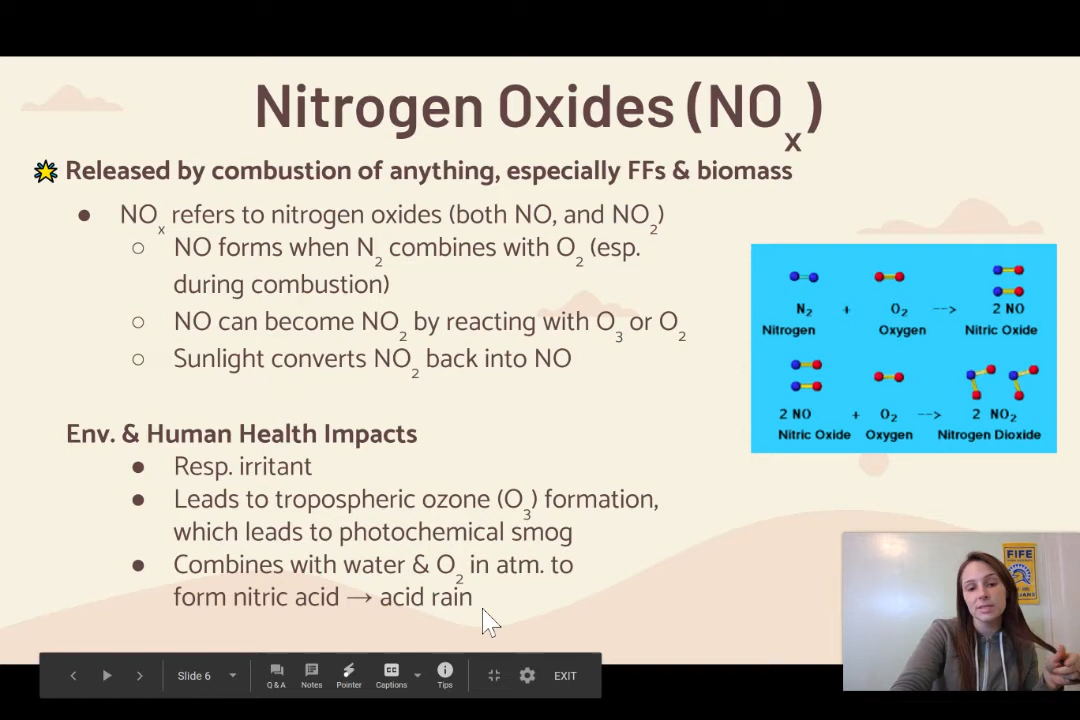 Nitrogen Oxides (NOₓ)
Released by combustion of anything, especially FFs & biomass
● NOₓ refers to nitrogen oxides (both NO, and NO₂)
○ NO forms when N₂ combines with O₂ (esp.
during combustion)
○ NO can become NO₂ by reacting with O₃ or O₂
○ Sunlight converts NO₂ back into NO
N₂ + O₂ --> 2 NO
Nitrogen Oxygen Nitric Oxide
2 NO + O₂ --> 2 NO₂
Nitric Oxide Oxygen Nitrogen Dioxide
Env. & Human Health Impacts
● Resp. irritant
● Leads to tropospheric ozone (O₃) formation,
which leads to photochemical smog
● Combines with water & O₂ in atm. to
form nitric acid → acid rain
FIFE
Slide 6
Q & A Notes Pointer Captions Tips EXIT